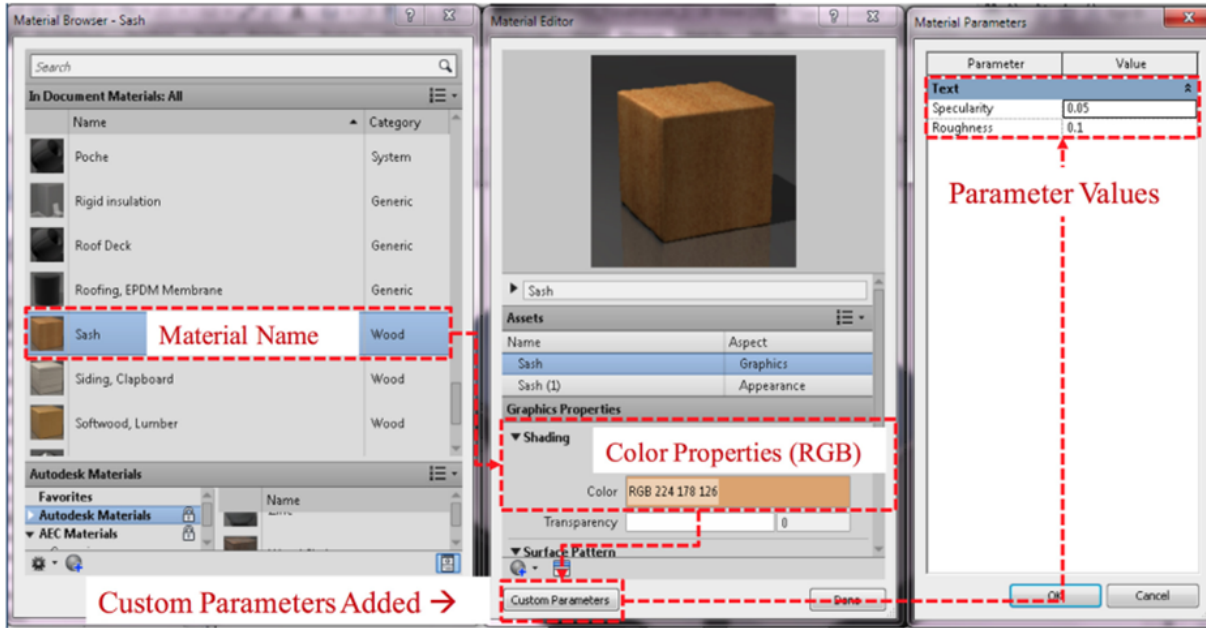 Material Browser - Sash
Search
In Document Materials: All
Name Category
Poche System
Rigid insulation Generic
Roof Deck Generic
Roofing, EPDM Membrane Generic
Sash Material Name Wood
Siding, Clapboard Wood
Softwood, Lumber Wood
Autodesk Materials
Favorites
Autodesk Materials
AEC Materials
Name
Custom Parameters Added →
Material Editor
Sash
Assets
Name Aspect
Sash Graphics
Sash (1) Appearance
Graphics Properties
Shading
Color Properties (RGB)
Color RGB 224 178 126
Transparency 0
Surface Pattern
Custom Parameters Done
Material Parameters
Parameter Value
Text
Specularity 0.05
Roughness 0.1
Parameter Values
OK Cancel